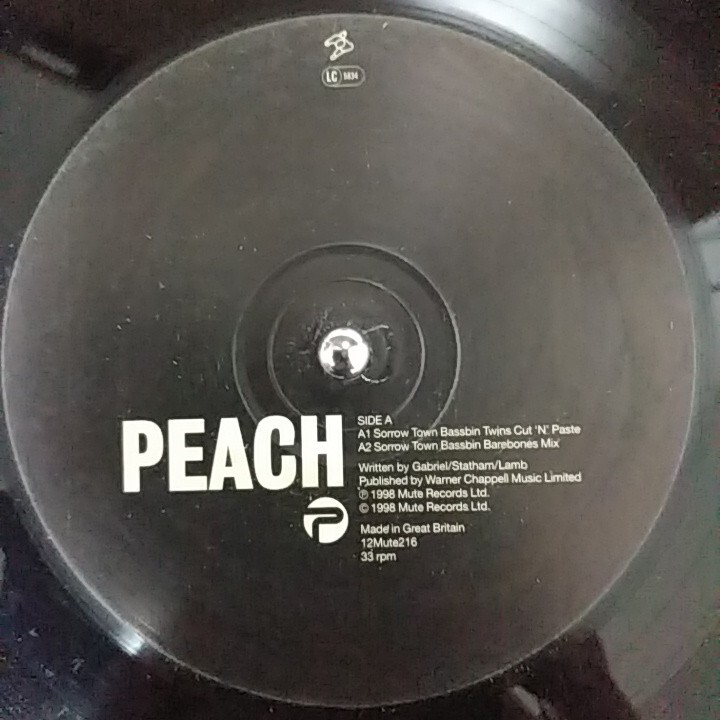 LC 5834
PEACH
SIDE A
A1 Sorrow Town Bassbin Twins Cut 'N' Paste
A2 Sorrow Town Bassbin Barebones Mix
Written by Gabriel/Statham/Lamb
Published by Warner Chappell Music Limited
℗ 1998 Mute Records Ltd.
© 1998 Mute Records Ltd.
P
Made in Great Britain
12Mute216
33 rpm